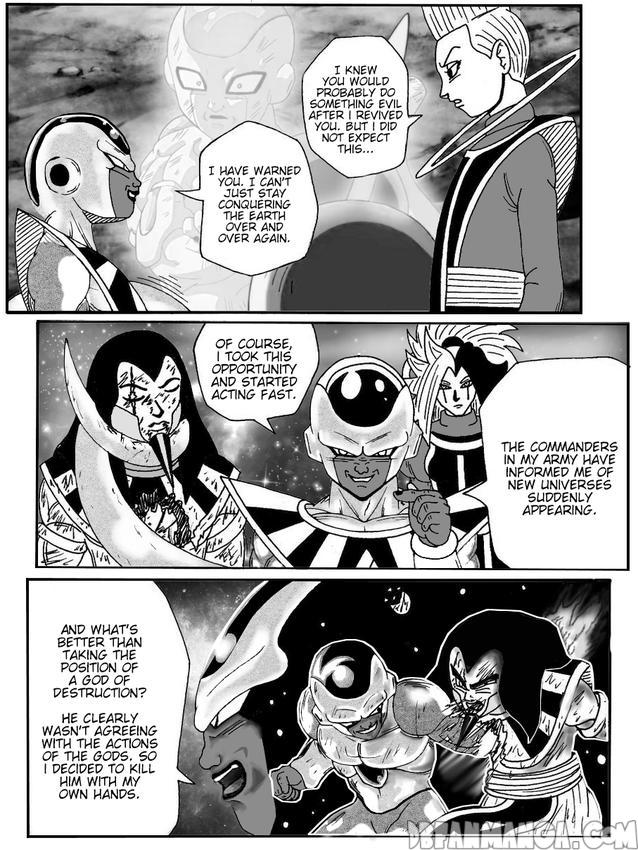 I KNEW
YOU WOULD
PROBABLY DO
SOMETHING EVIL
AFTER I REVIVED
YOU. BUT I DID
NOT EXPECT
THIS...
I HAVE WARNED
YOU. I CAN'T
JUST STAY
CONQUERING
THE EARTH
OVER AND
OVER AGAIN.
OF COURSE,
I TOOK THIS
OPPORTUNITY
AND STARTED
ACTING FAST.
THE COMMANDERS
IN MY ARMY HAVE
INFORMED ME OF
NEW UNIVERSES
SUDDENLY
APPEARING.
AND WHAT'S
BETTER THAN
TAKING THE
POSITION OF
A GOD OF
DESTRUCTION?
HE CLEARLY
WASN'T AGREEING
WITH THE ACTIONS
OF THE GODS. SO
I DECIDED TO KILL
HIM WITH MY
OWN HANDS.
DBFANMANGA.COM